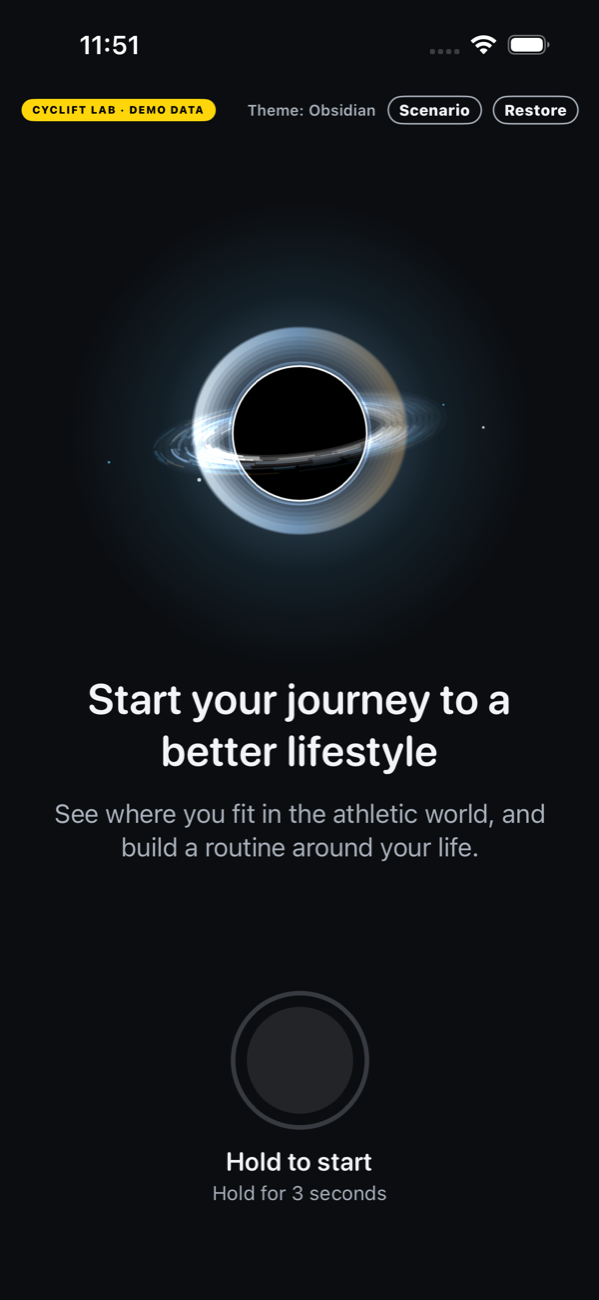 11:51
CYCLIFT LAB · DEMO DATA
Theme: Obsidian
Scenario
Restore
Start your journey to a
better lifestyle
See where you fit in the athletic world, and
build a routine around your life.
Hold to start
Hold for 3 seconds